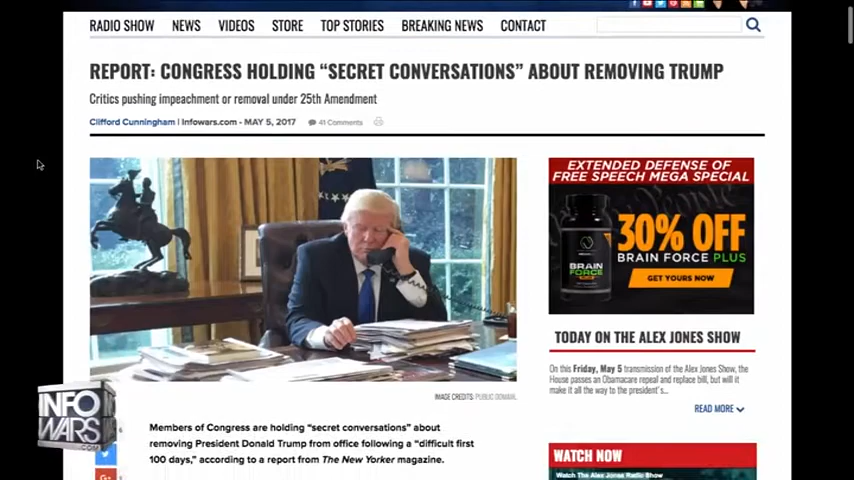 RADIO SHOW NEWS VIDEOS STORE TOP STORIES BREAKING NEWS CONTACT
REPORT: CONGRESS HOLDING “SECRET CONVERSATIONS” ABOUT REMOVING TRUMP
Critics pushing impeachment or removal under 25th Amendment
Clifford Cunningham | Infowars.com - MAY 5, 2017 41 Comments
EXTENDED DEFENSE OF
FREE SPEECH MEGA SPECIAL
30% OFF
BRAIN FORCE PLUS
GET YOURS NOW
BRAIN
FORCE
TODAY ON THE ALEX JONES SHOW
On this Friday, May 5 transmission of the Alex Jones Show, the
House passes an Obamacare repeal and replace bill, but will it
make it all the way to the president's...
READ MORE
IMAGE CREDITS: PUBLIC DOMAIN.
INFO
WARS
.COM
Members of Congress are holding “secret conversations” about
removing President Donald Trump from office following a “difficult first
100 days,” according to a report from The New Yorker magazine.
WATCH NOW
Watch The Alex Jones Radio Show